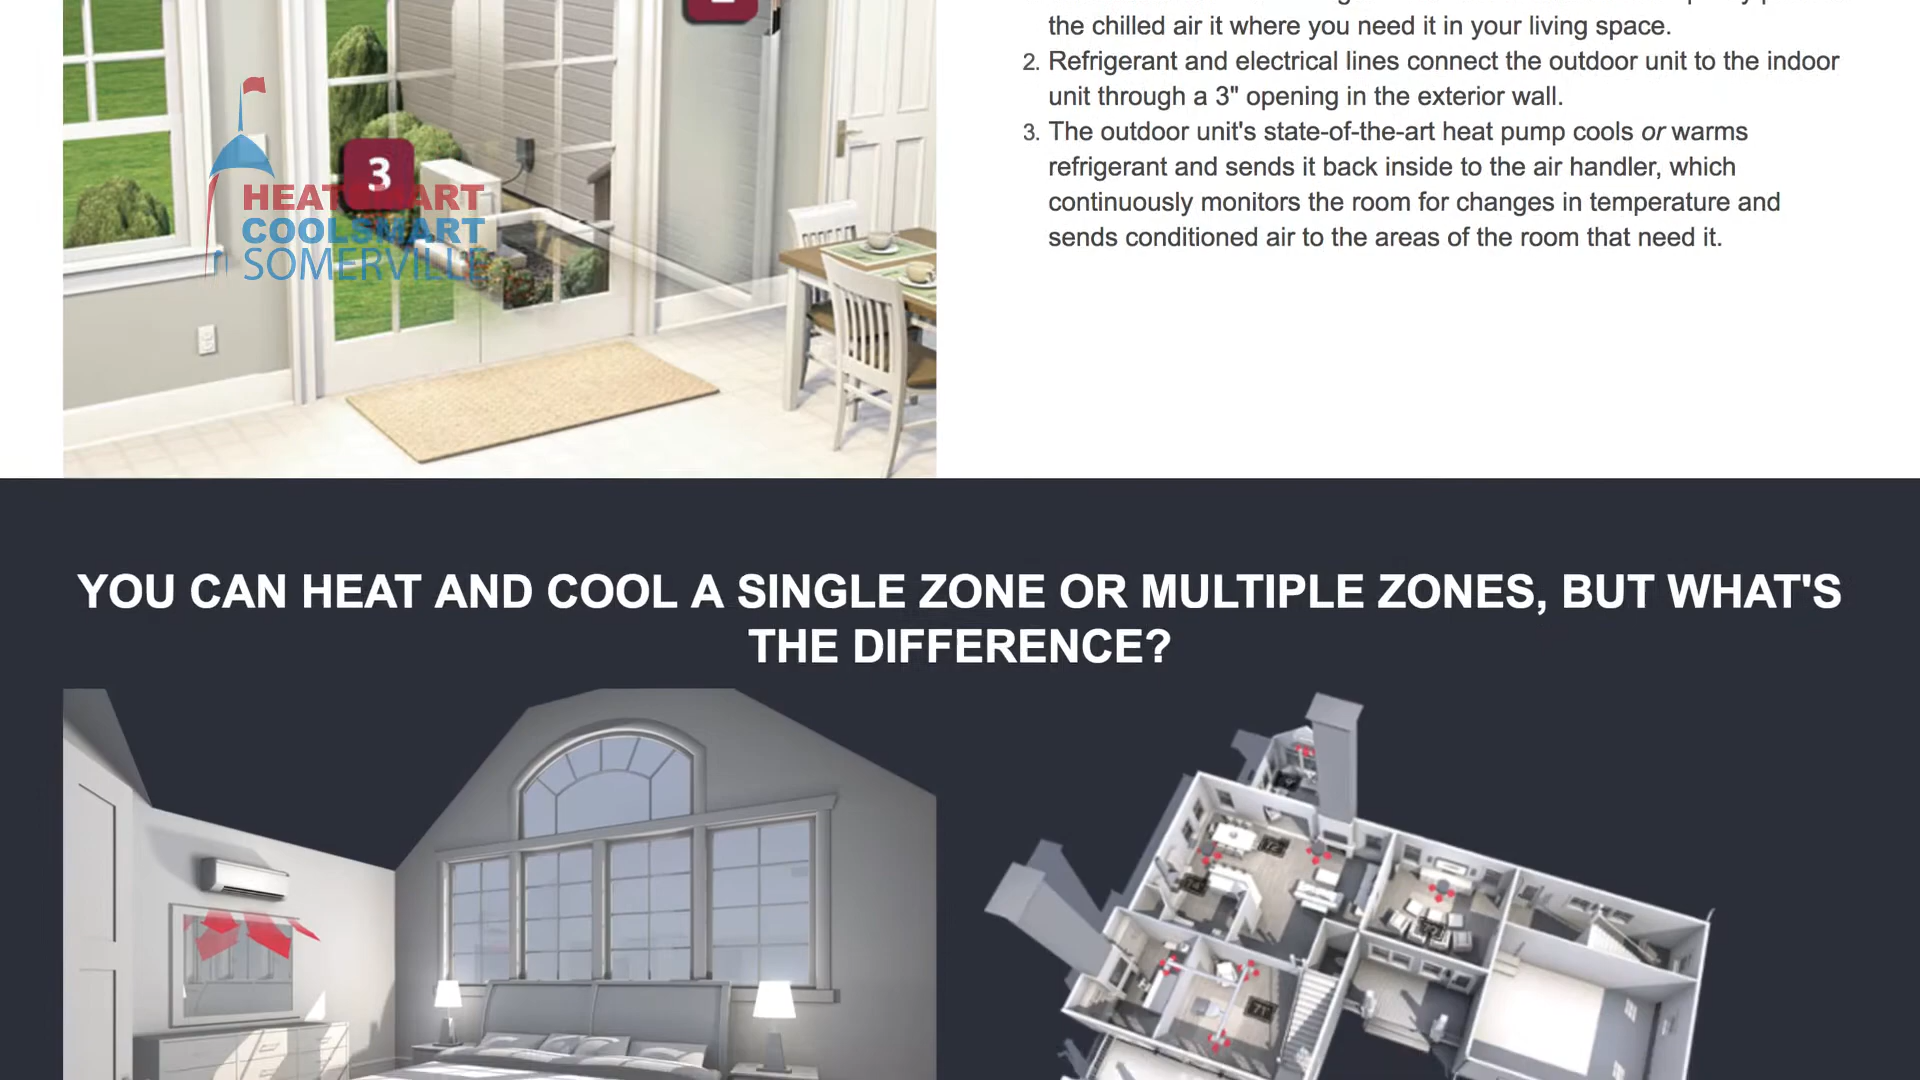 the chilled air it where you need it in your living space.
2. Refrigerant and electrical lines connect the outdoor unit to the indoor
unit through a 3" opening in the exterior wall.
3. The outdoor unit's state-of-the-art heat pump cools or warms
refrigerant and sends it back inside to the air handler, which
continuously monitors the room for changes in temperature and
sends conditioned air to the areas of the room that need it.
3
HEATSMART
COOLSMART
SOMERVILLE
YOU CAN HEAT AND COOL A SINGLE ZONE OR MULTIPLE ZONES, BUT WHAT'S
THE DIFFERENCE?